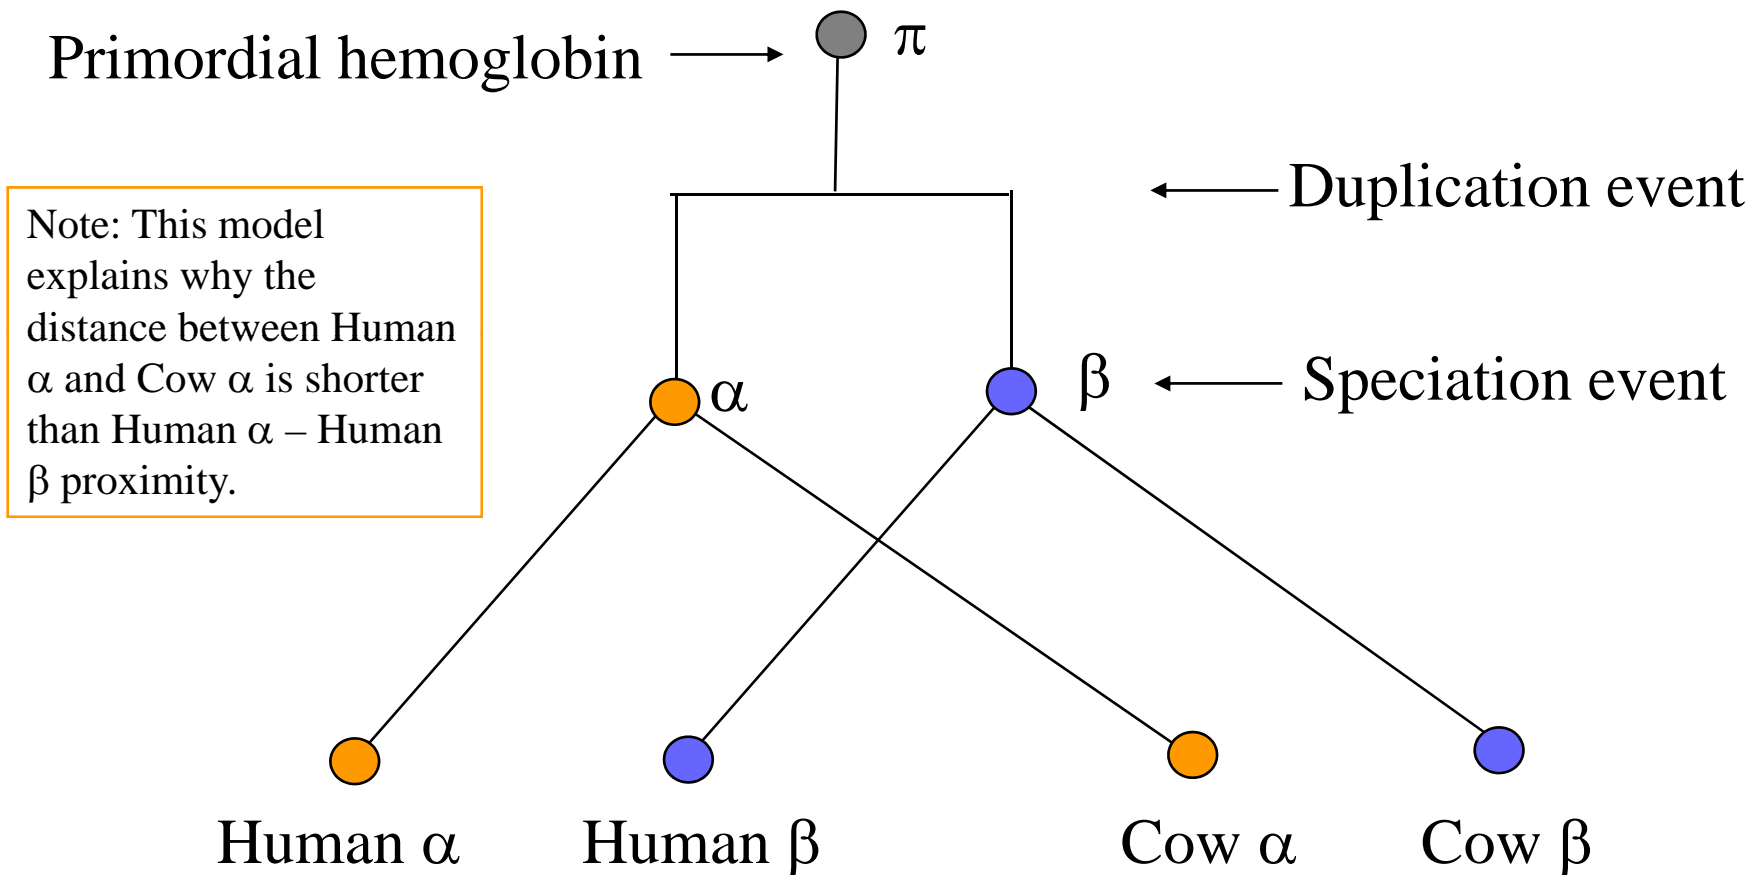 Primordial hemoglobin
π
Duplication event
Note: This model
explains why the
distance between Human
α and Cow α is shorter
than Human α – Human
β proximity.
α
β
Speciation event
Human α
Human β
Cow α
Cow β